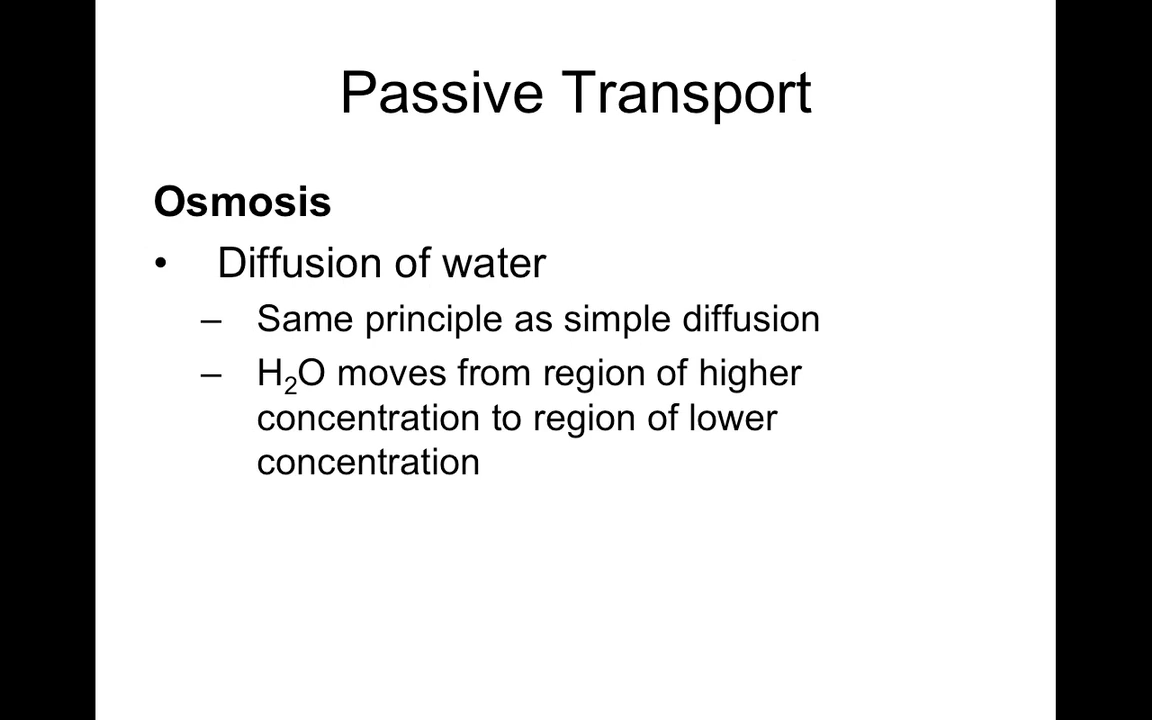 Passive Transport
Osmosis
• Diffusion of water
– Same principle as simple diffusion
– H₂O moves from region of higher
concentration to region of lower
concentration